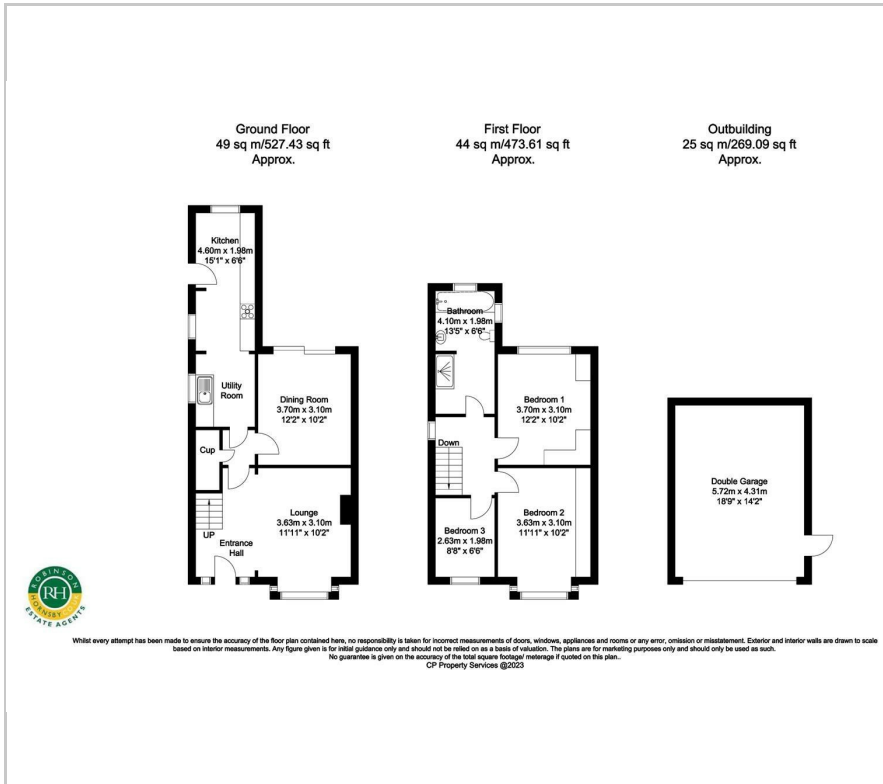 Ground Floor
49 sq m/527.43 sq ft
Approx.
First Floor
44 sq m/473.61 sq ft
Approx.
Outbuilding
25 sq m/269.09 sq ft
Approx.
Kitchen
4.60m x 1.98m
15'1" x 6'6"
Utility
Room
Dining Room
3.70m x 3.10m
12'2" x 10'2"
Cup
Lounge
3.63m x 3.10m
11'11" x 10'2"
UP
Entrance
Hall
Bathroom
4.10m x 1.98m
13'5" x 6'6"
Bedroom 1
3.70m x 3.10m
12'2" x 10'2"
Down
Bedroom 2
3.63m x 3.10m
11'11" x 10'2"
Bedroom 3
2.63m x 1.98m
8'8" x 6'6"
Double Garage
5.72m x 4.31m
18'9" x 14'2"
ROBINSON
HORNSBY
RH
ESTATE AGENTS
Whilst every attempt has been made to ensure the accuracy of the floor plan contained here, no responsibility is taken for incorrect measurements of doors, windows, appliances and rooms or any error, omission or misstatement. Exterior and interior walls are drawn to scale
based on interior measurements. Any figure given is for initial guidance only and should not be relied on as a basis of valuation. The plans are for marketing purposes only and should only be used as such.
No guarantee is given on the accuracy of the total square footage/ meterage if quoted on this plan..
CP Property Services @2023